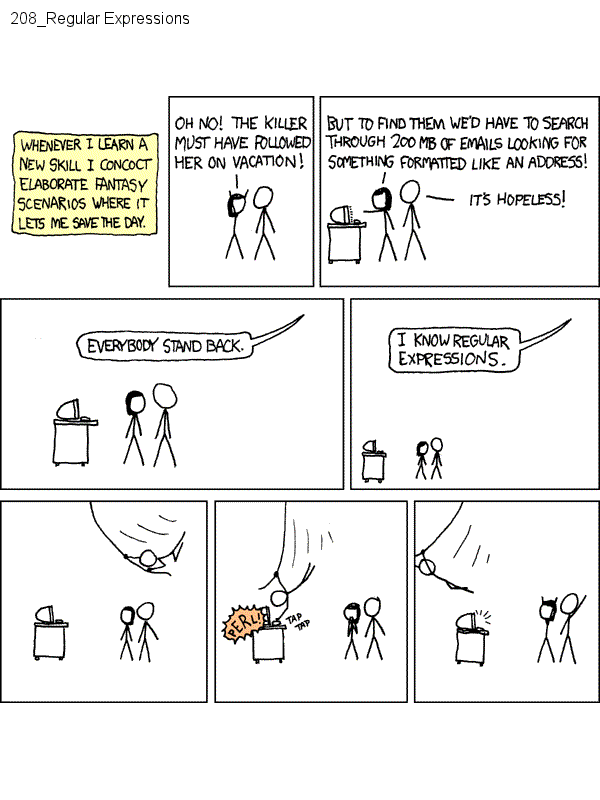 208_Regular Expressions
WHENEVER I LEARN A
NEW SKILL I CONCOCT
ELABORATE FANTASY
SCENARIOS WHERE IT
LETS ME SAVE THE DAY.
OH NO! THE KILLER
MUST HAVE FOLLOWED
HER ON VACATION!
BUT TO FIND THEM WE'D HAVE TO SEARCH
THROUGH 200 MB OF EMAILS LOOKING FOR
SOMETHING FORMATTED LIKE AN ADDRESS!
IT'S HOPELESS!
EVERYBODY STAND BACK.
I KNOW REGULAR
EXPRESSIONS.
PERL!
TAP
TAP